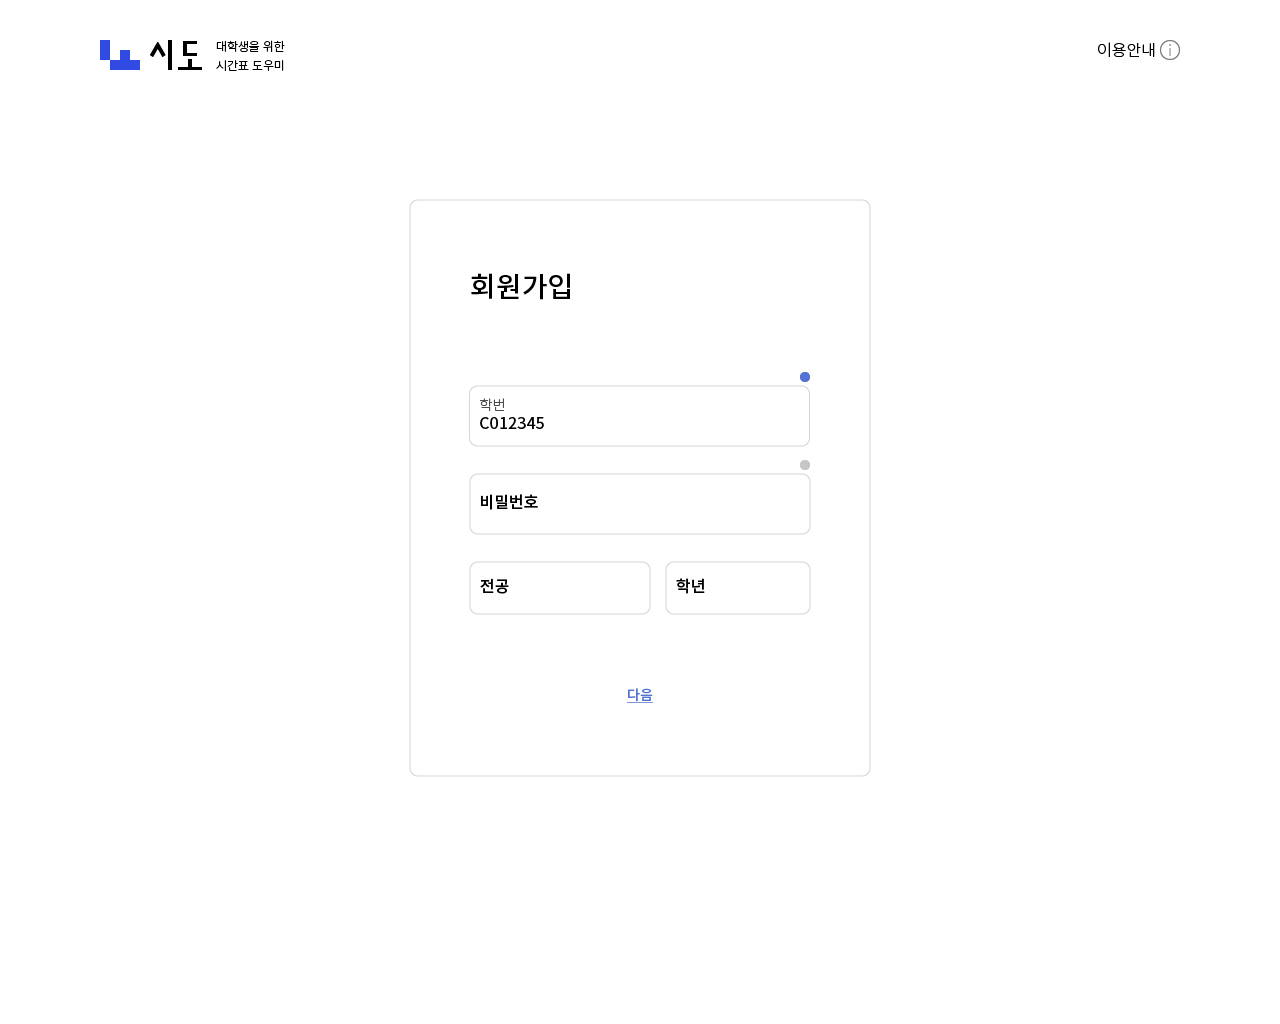 시도
대학생을 위한
시간표 도우미
이용안내
회원가입
학번
C012345
비밀번호
전공
학년
다음